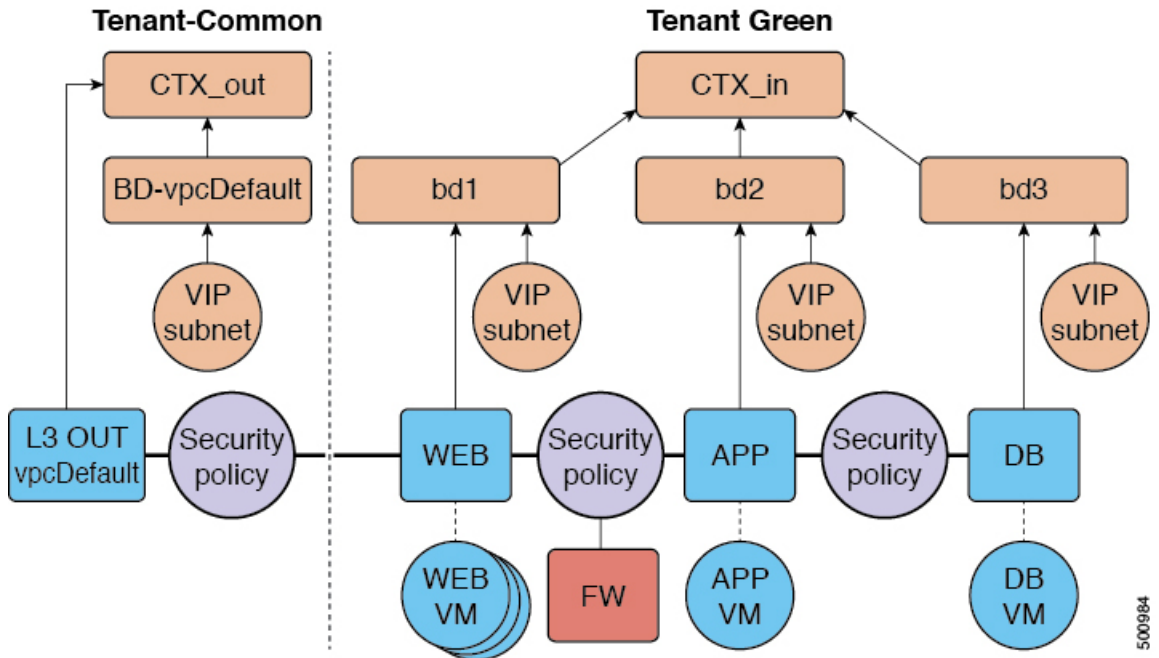 Tenant-Common
Tenant Green
CTX_out
CTX_in
BD-vpcDefault
bd1
bd2
bd3
VIP
subnet
VIP
subnet
VIP
subnet
VIP
subnet
L3 OUT
vpcDefault
Security
policy
WEB
Security
policy
APP
Security
policy
DB
WEB
VM
FW
APP
VM
DB
VM
500984